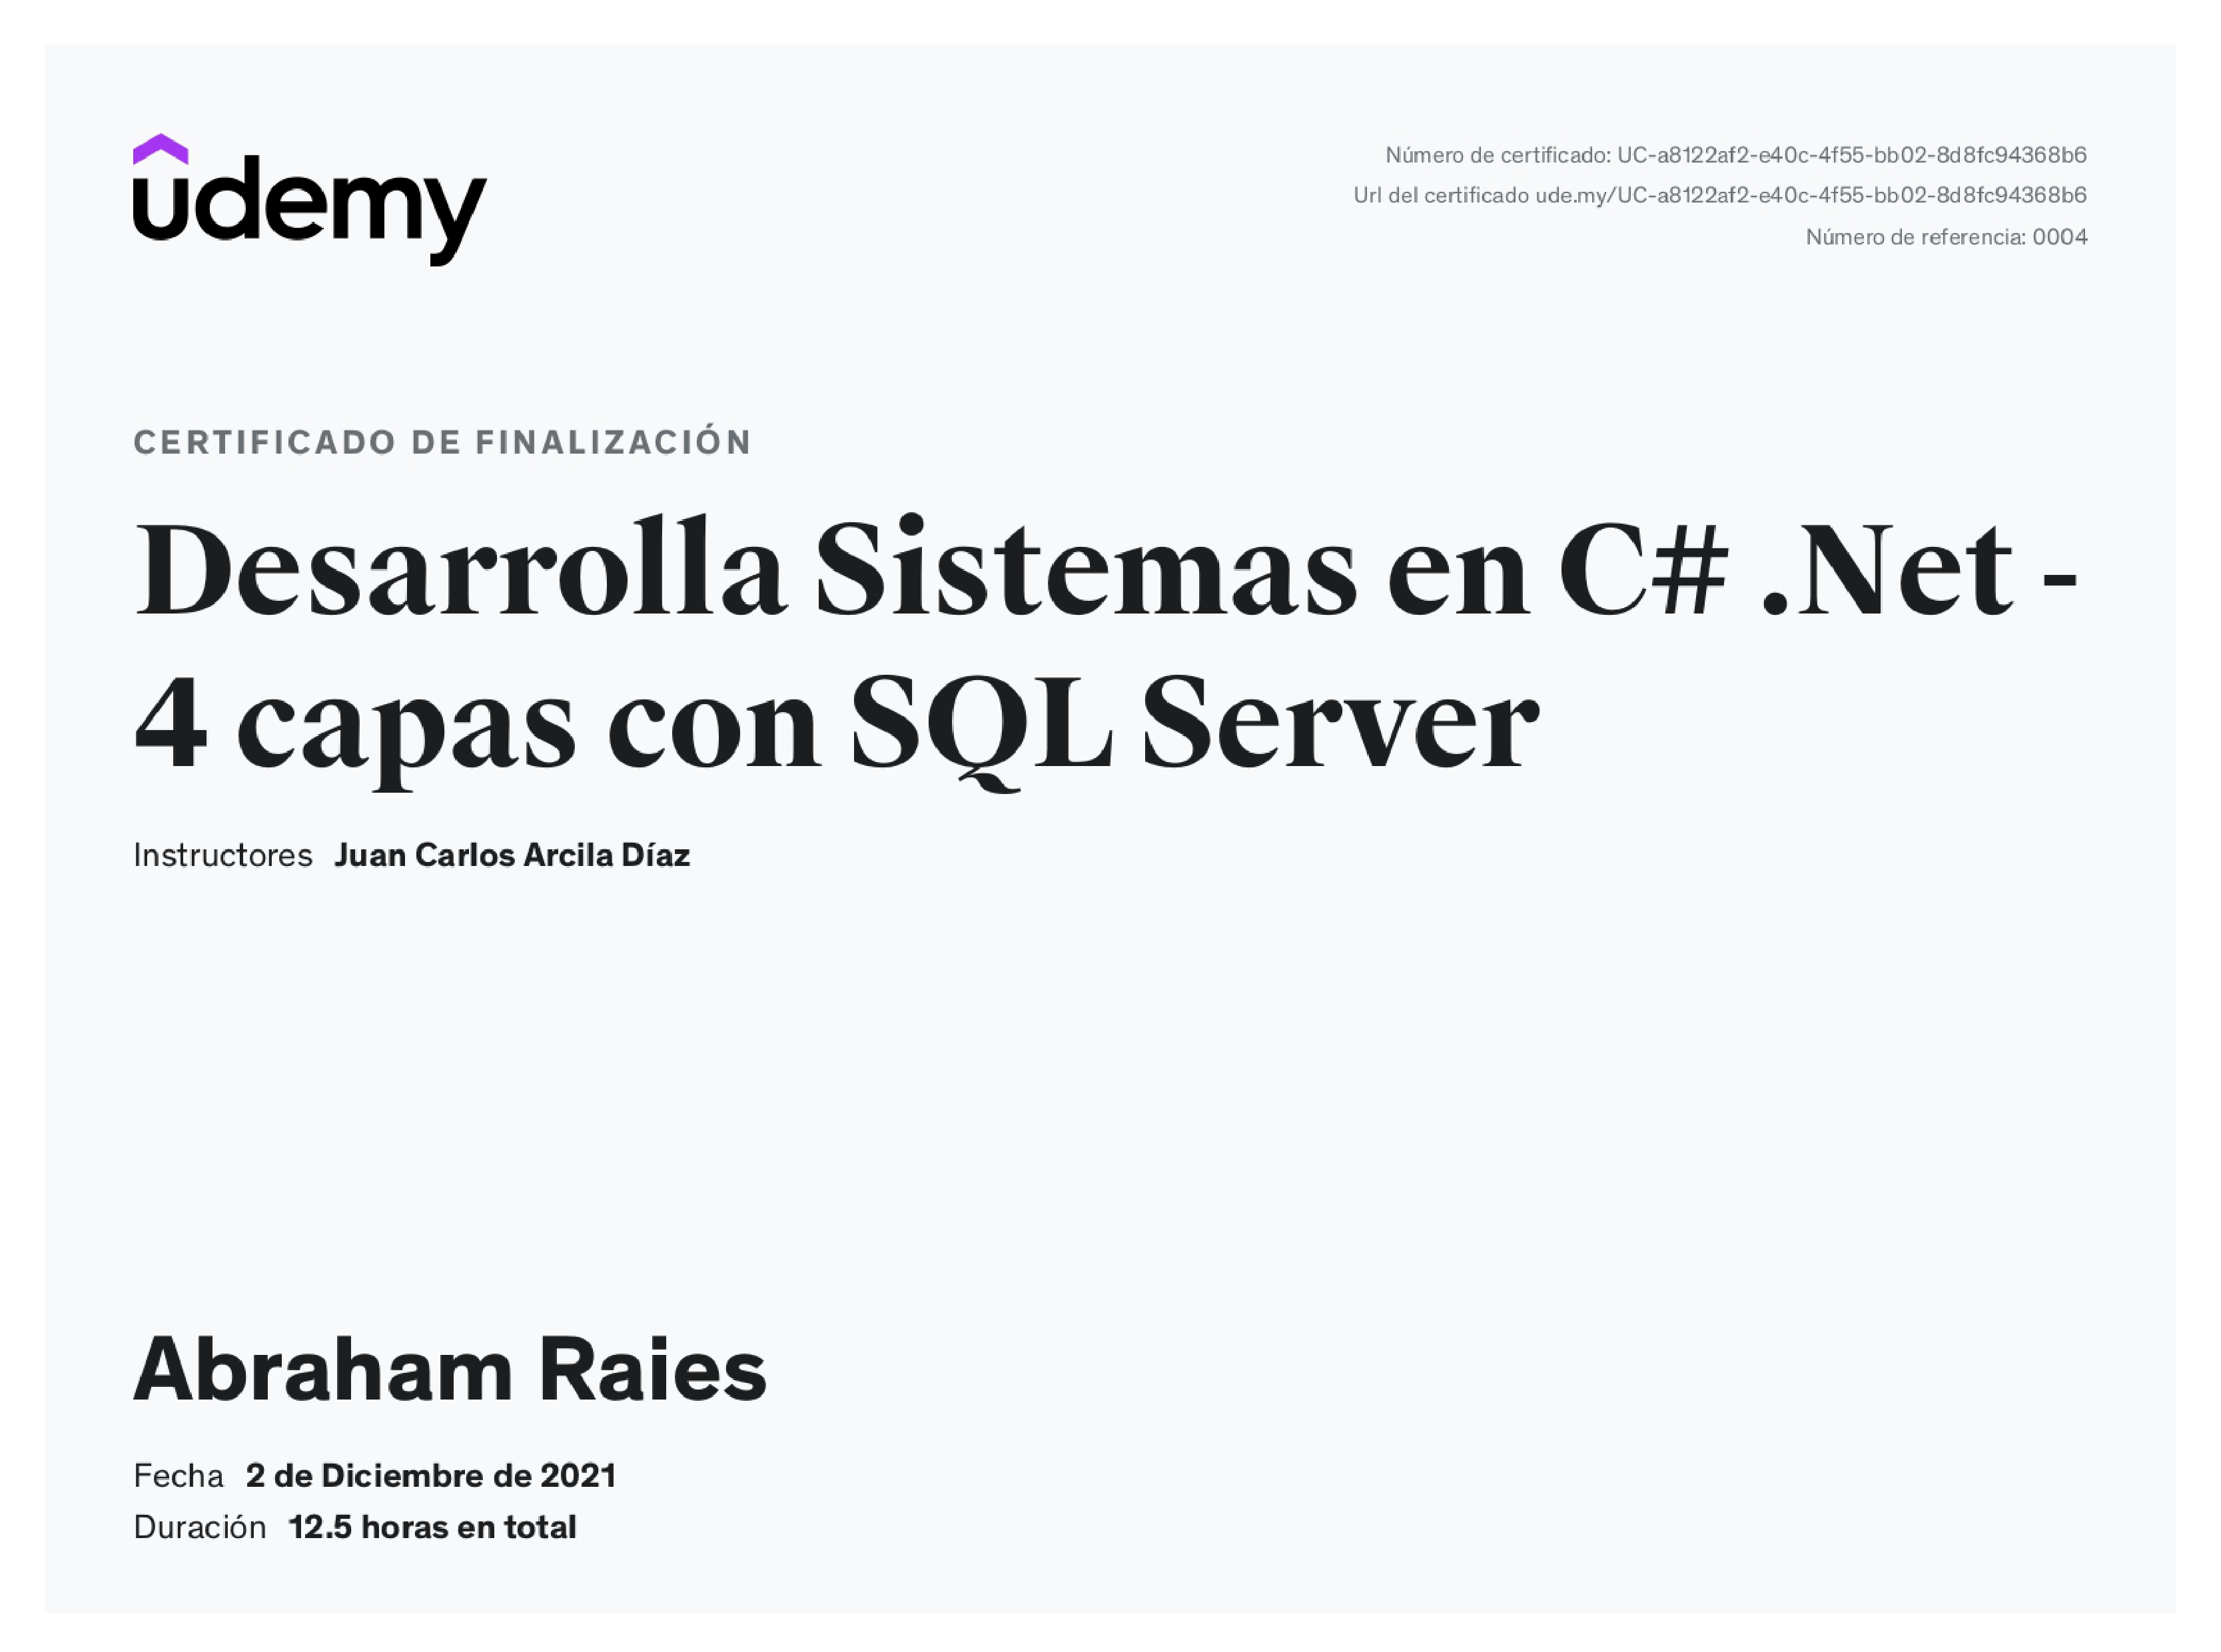 udemy
Número de certificado: UC-a8122af2-e40c-4f55-bb02-8d8fc94368b6
Url del certificado ude.my/UC-a8122af2-e40c-4f55-bb02-8d8fc94368b6
Número de referencia: 0004
CERTIFICADO DE FINALIZACIÓN
Desarrolla Sistemas en C# .Net -
4 capas con SQL Server
Instructores Juan Carlos Arcila Díaz
Abraham Raies
Fecha 2 de Diciembre de 2021
Duración 12.5 horas en total